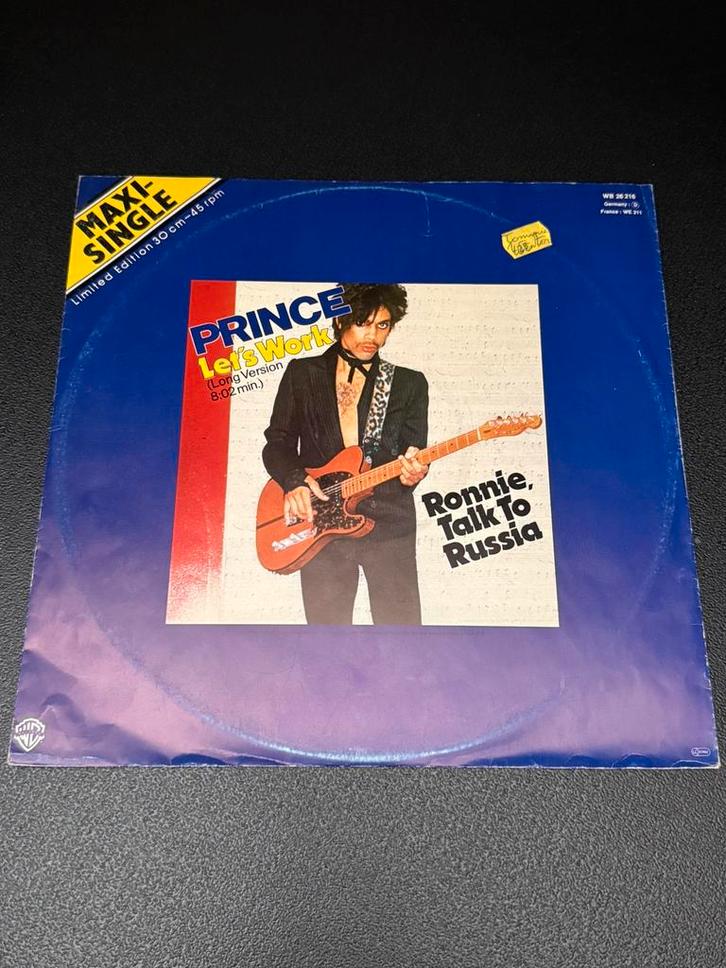 MAXI-
SINGLE
Limited Edition 30 cm-45 rpm
WB 26 216
Germany: D
France: WE 211
PRINCE
Let's Work
(Long Version
8:02 min.)
Ronnie,
Talk To
Russia